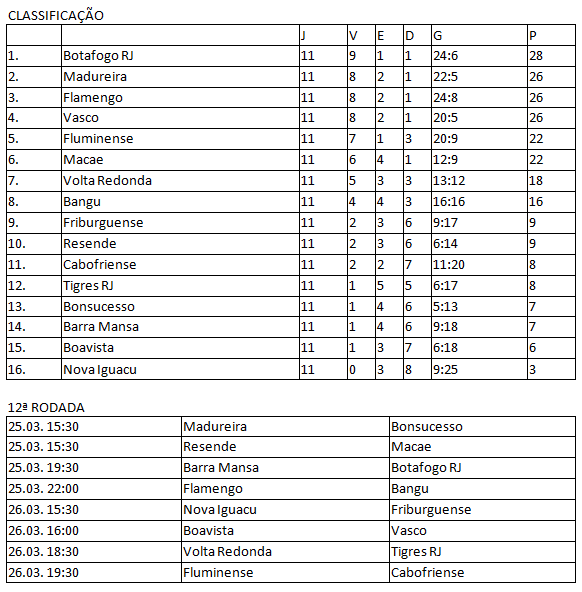 CLASSIFICAÇÃO
J V E D G P
1. Botafogo RJ 11 9 1 1 24:6 28
2. Madureira 11 8 2 1 22:5 26
3. Flamengo 11 8 2 1 24:8 26
4. Vasco 11 8 2 1 20:5 26
5. Fluminense 11 7 1 3 20:9 22
6. Macae 11 6 4 1 12:9 22
7. Volta Redonda 11 5 3 3 13:12 18
8. Bangu 11 4 4 3 16:16 16
9. Friburguense 11 2 3 6 9:17 9
10. Resende 11 2 3 6 6:14 9
11. Cabofriense 11 2 2 7 11:20 8
12. Tigres RJ 11 1 5 5 6:17 8
13. Bonsucesso 11 1 4 6 5:13 7
14. Barra Mansa 11 1 4 6 9:18 7
15. Boavista 11 1 3 7 6:18 6
16. Nova Iguacu 11 0 3 8 9:25 3
12ª RODADA
25.03. 15:30 Madureira Bonsucesso
25.03. 15:30 Resende Macae
25.03. 19:30 Barra Mansa Botafogo RJ
25.03. 22:00 Flamengo Bangu
26.03. 15:30 Nova Iguacu Friburguense
26.03. 16:00 Boavista Vasco
26.03. 18:30 Volta Redonda Tigres RJ
26.03. 19:30 Fluminense Cabofriense